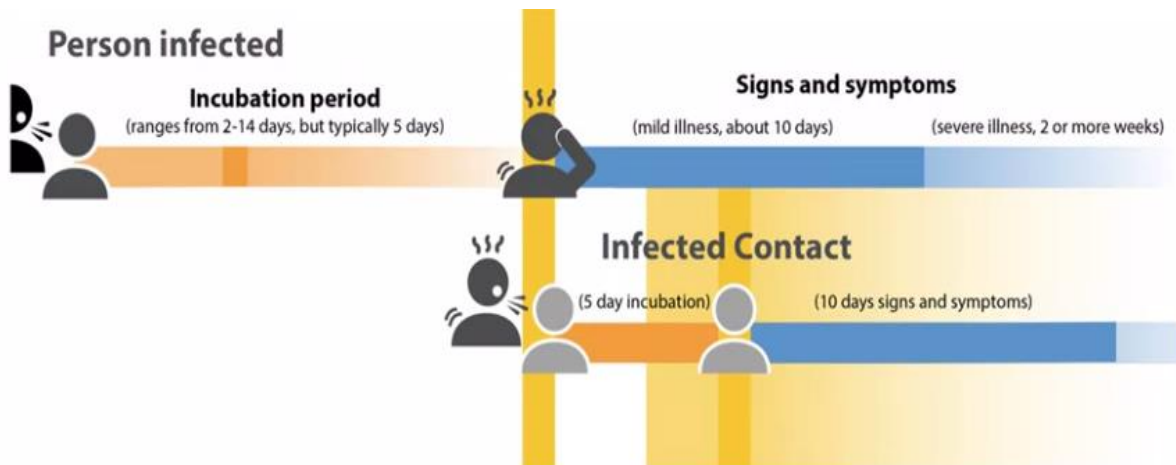 Person infected
Incubation period
(ranges from 2-14 days, but typically 5 days)
Signs and symptoms
(mild illness, about 10 days)
(severe illness, 2 or more weeks)
Infected Contact
(5 day incubation)
(10 days signs and symptoms)